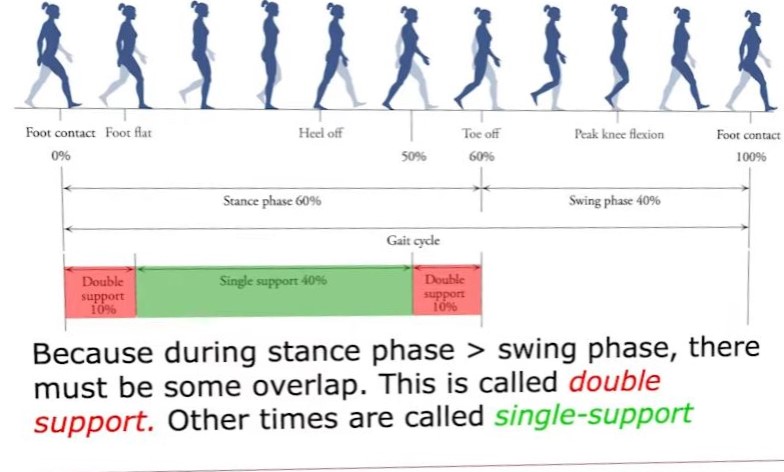 Foot contact Foot flat Heel off Toe off Peak knee flexion Foot contact
0% 50% 60% 100%
Stance phase 60% Swing phase 40%
Gait cycle
Double support 10% Single support 40% Double support 10%
Because during stance phase > swing phase, there
must be some overlap. This is called double
support. Other times are called single-support